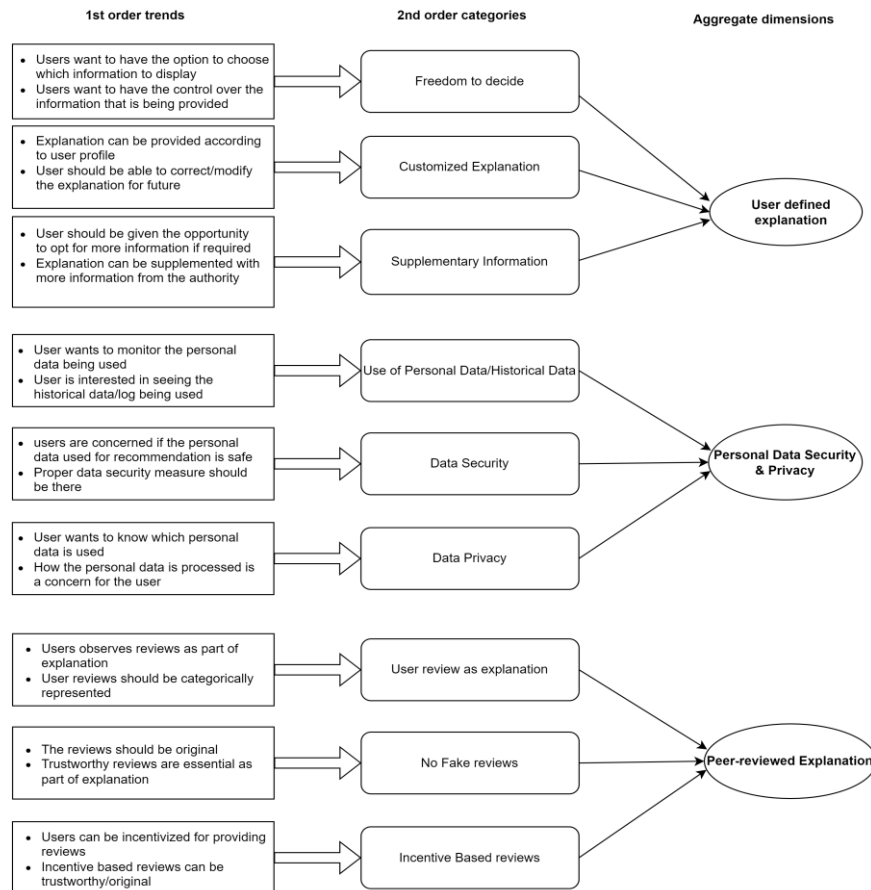 1st order trends
2nd order categories
Aggregate dimensions
• Users want to have the option to choose
which information to display
• Users want to have the control over the
information that is being provided
Freedom to decide
• Explanation can be provided according
to user profile
• User should be able to correct/modify
the explanation for future
Customized Explanation
• User should be given the opportunity
to opt for more information if required
• Explanation can be supplemented with
more information from the authority
Supplementary Information
User defined
explanation
• User wants to monitor the personal
data being used
• User is interested in seeing the
historical data/log being used
Use of Personal Data/Historical Data
• users are concerned if the personal
data used for recommendation is safe
• Proper data security measure should
be there
Data Security
• User wants to know which personal
data is used
• How the personal data is processed is
a concern for the user
Data Privacy
Personal Data Security
& Privacy
• Users observes reviews as part of
explanation
• User reviews should be categorically
represented
User review as explanation
• The reviews should be original
• Trustworthy reviews are essential as
part of explanation
No Fake reviews
• Users can be incentivized for providing
reviews
• Incentive based reviews can be
trustworthy/original
Incentive Based reviews
Peer-reviewed Explanation